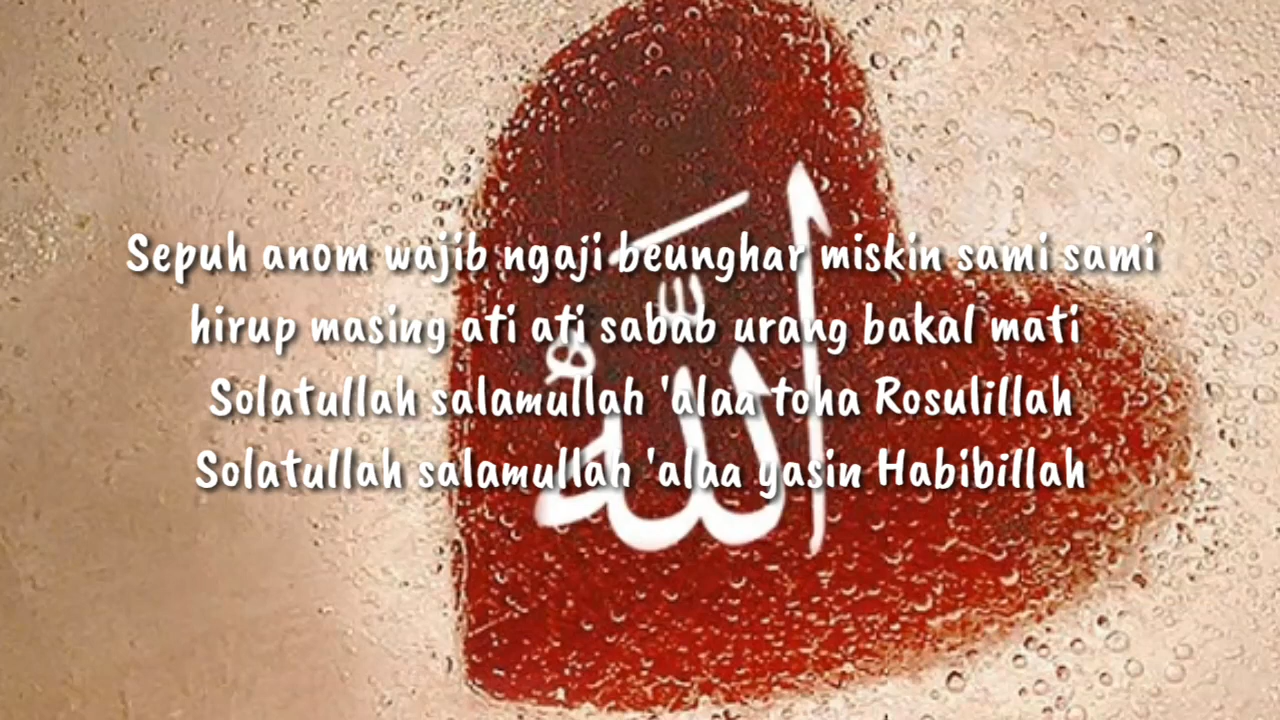 Sepuh anom wajib ngaji beunghar miskin sami sami
hirup masing ati ati sabab urang bakal mati
Solatullah salamullah 'alaa toha Rosulillah
Solatullah salamullah 'alaa yasin Habibillah
الله